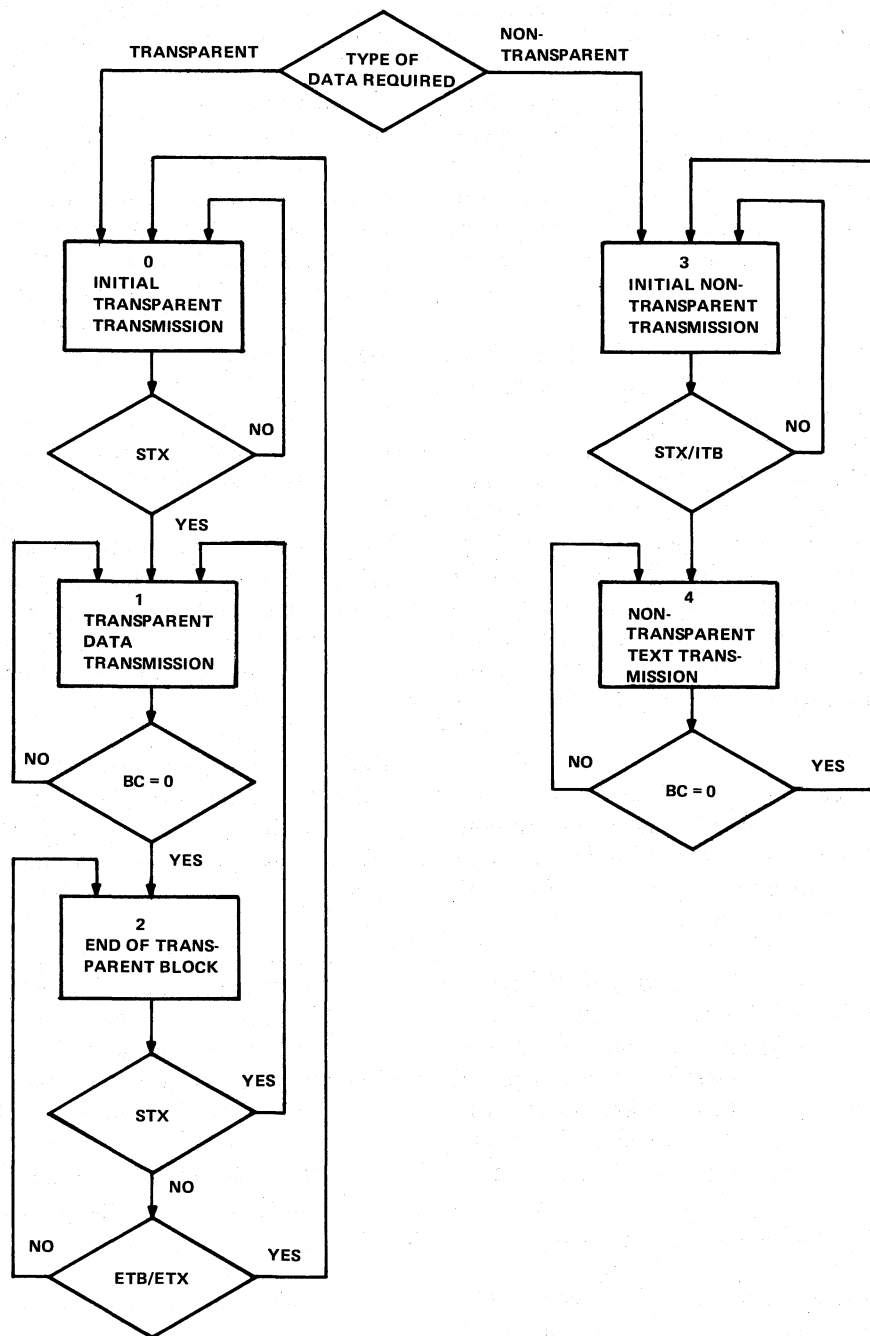 TRANSPARENT
NON-
TRANSPARENT
TYPE OF
DATA REQUIRED
0
INITIAL
TRANSPARENT
TRANSMISSION
STX
NO
YES
1
TRANSPARENT
DATA
TRANSMISSION
NO
BC = 0
YES
2
END OF TRANS-
PARENT BLOCK
STX
YES
NO
NO
ETB/ETX
YES
3
INITIAL NON-
TRANSPARENT
TRANSMISSION
STX/ITB
NO
YES
4
NON-
TRANSPARENT
TEXT TRANS-
MISSION
NO
BC = 0
YES